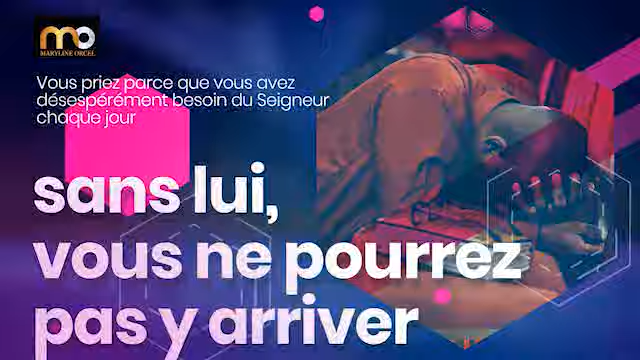 mo
MARYLINE ORCEL
Vous priez parce que vous avez
désespérément besoin du Seigneur
chaque jour
sans lui,
vous ne pourrez
pas y arriver